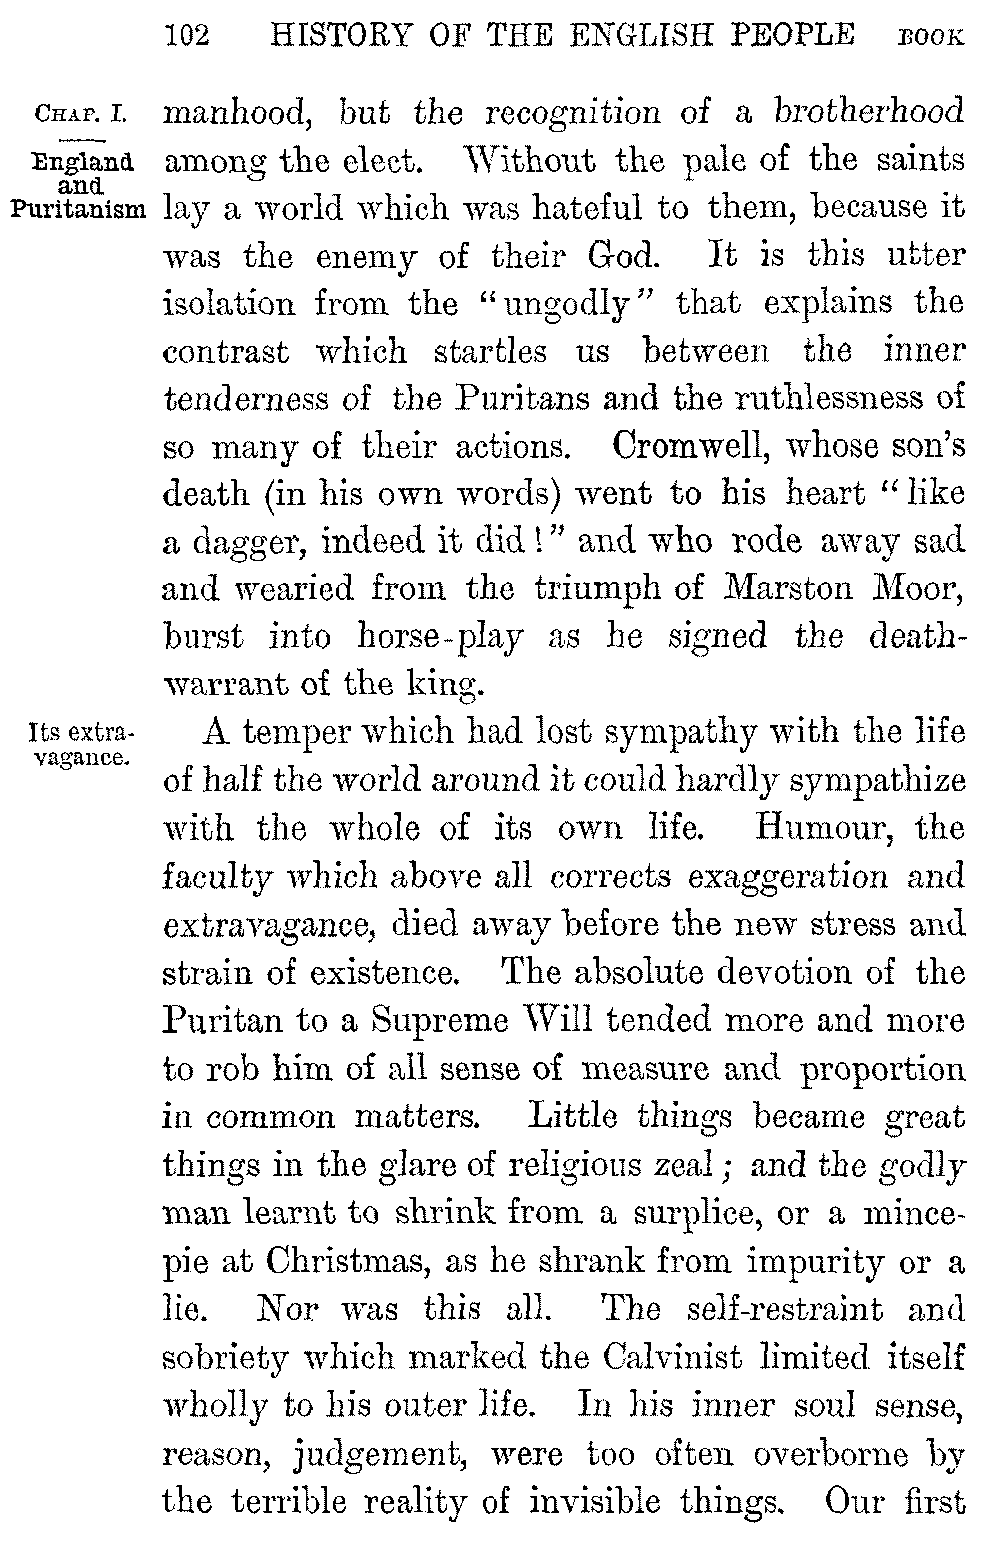 102 HISTORY OF THE ENGLISH PEOPLE BOOK
CHAP. I.
England
and
Puritanism
manhood, but the recognition of a brotherhood
among the elect. Without the pale of the saints
lay a world which was hateful to them, because it
was the enemy of their God. It is this utter
isolation from the “ungodly” that explains the
contrast which startles us between the inner
tenderness of the Puritans and the ruthlessness of
so many of their actions. Cromwell, whose son's
death (in his own words) went to his heart “like
a dagger, indeed it did!” and who rode away sad
and wearied from the triumph of Marston Moor,
burst into horse-play as he signed the death-
warrant of the king.
Its extra-
vagance.
A temper which had lost sympathy with the life
of half the world around it could hardly sympathize
with the whole of its own life. Humour, the
faculty which above all corrects exaggeration and
extravagance, died away before the new stress and
strain of existence. The absolute devotion of the
Puritan to a Supreme Will tended more and more
to rob him of all sense of measure and proportion
in common matters. Little things became great
things in the glare of religious zeal; and the godly
man learnt to shrink from a surplice, or a mince-
pie at Christmas, as he shrank from impurity or a
lie. Nor was this all. The self-restraint and
sobriety which marked the Calvinist limited itself
wholly to his outer life. In his inner soul sense,
reason, judgement, were too often overborne by
the terrible reality of invisible things. Our first